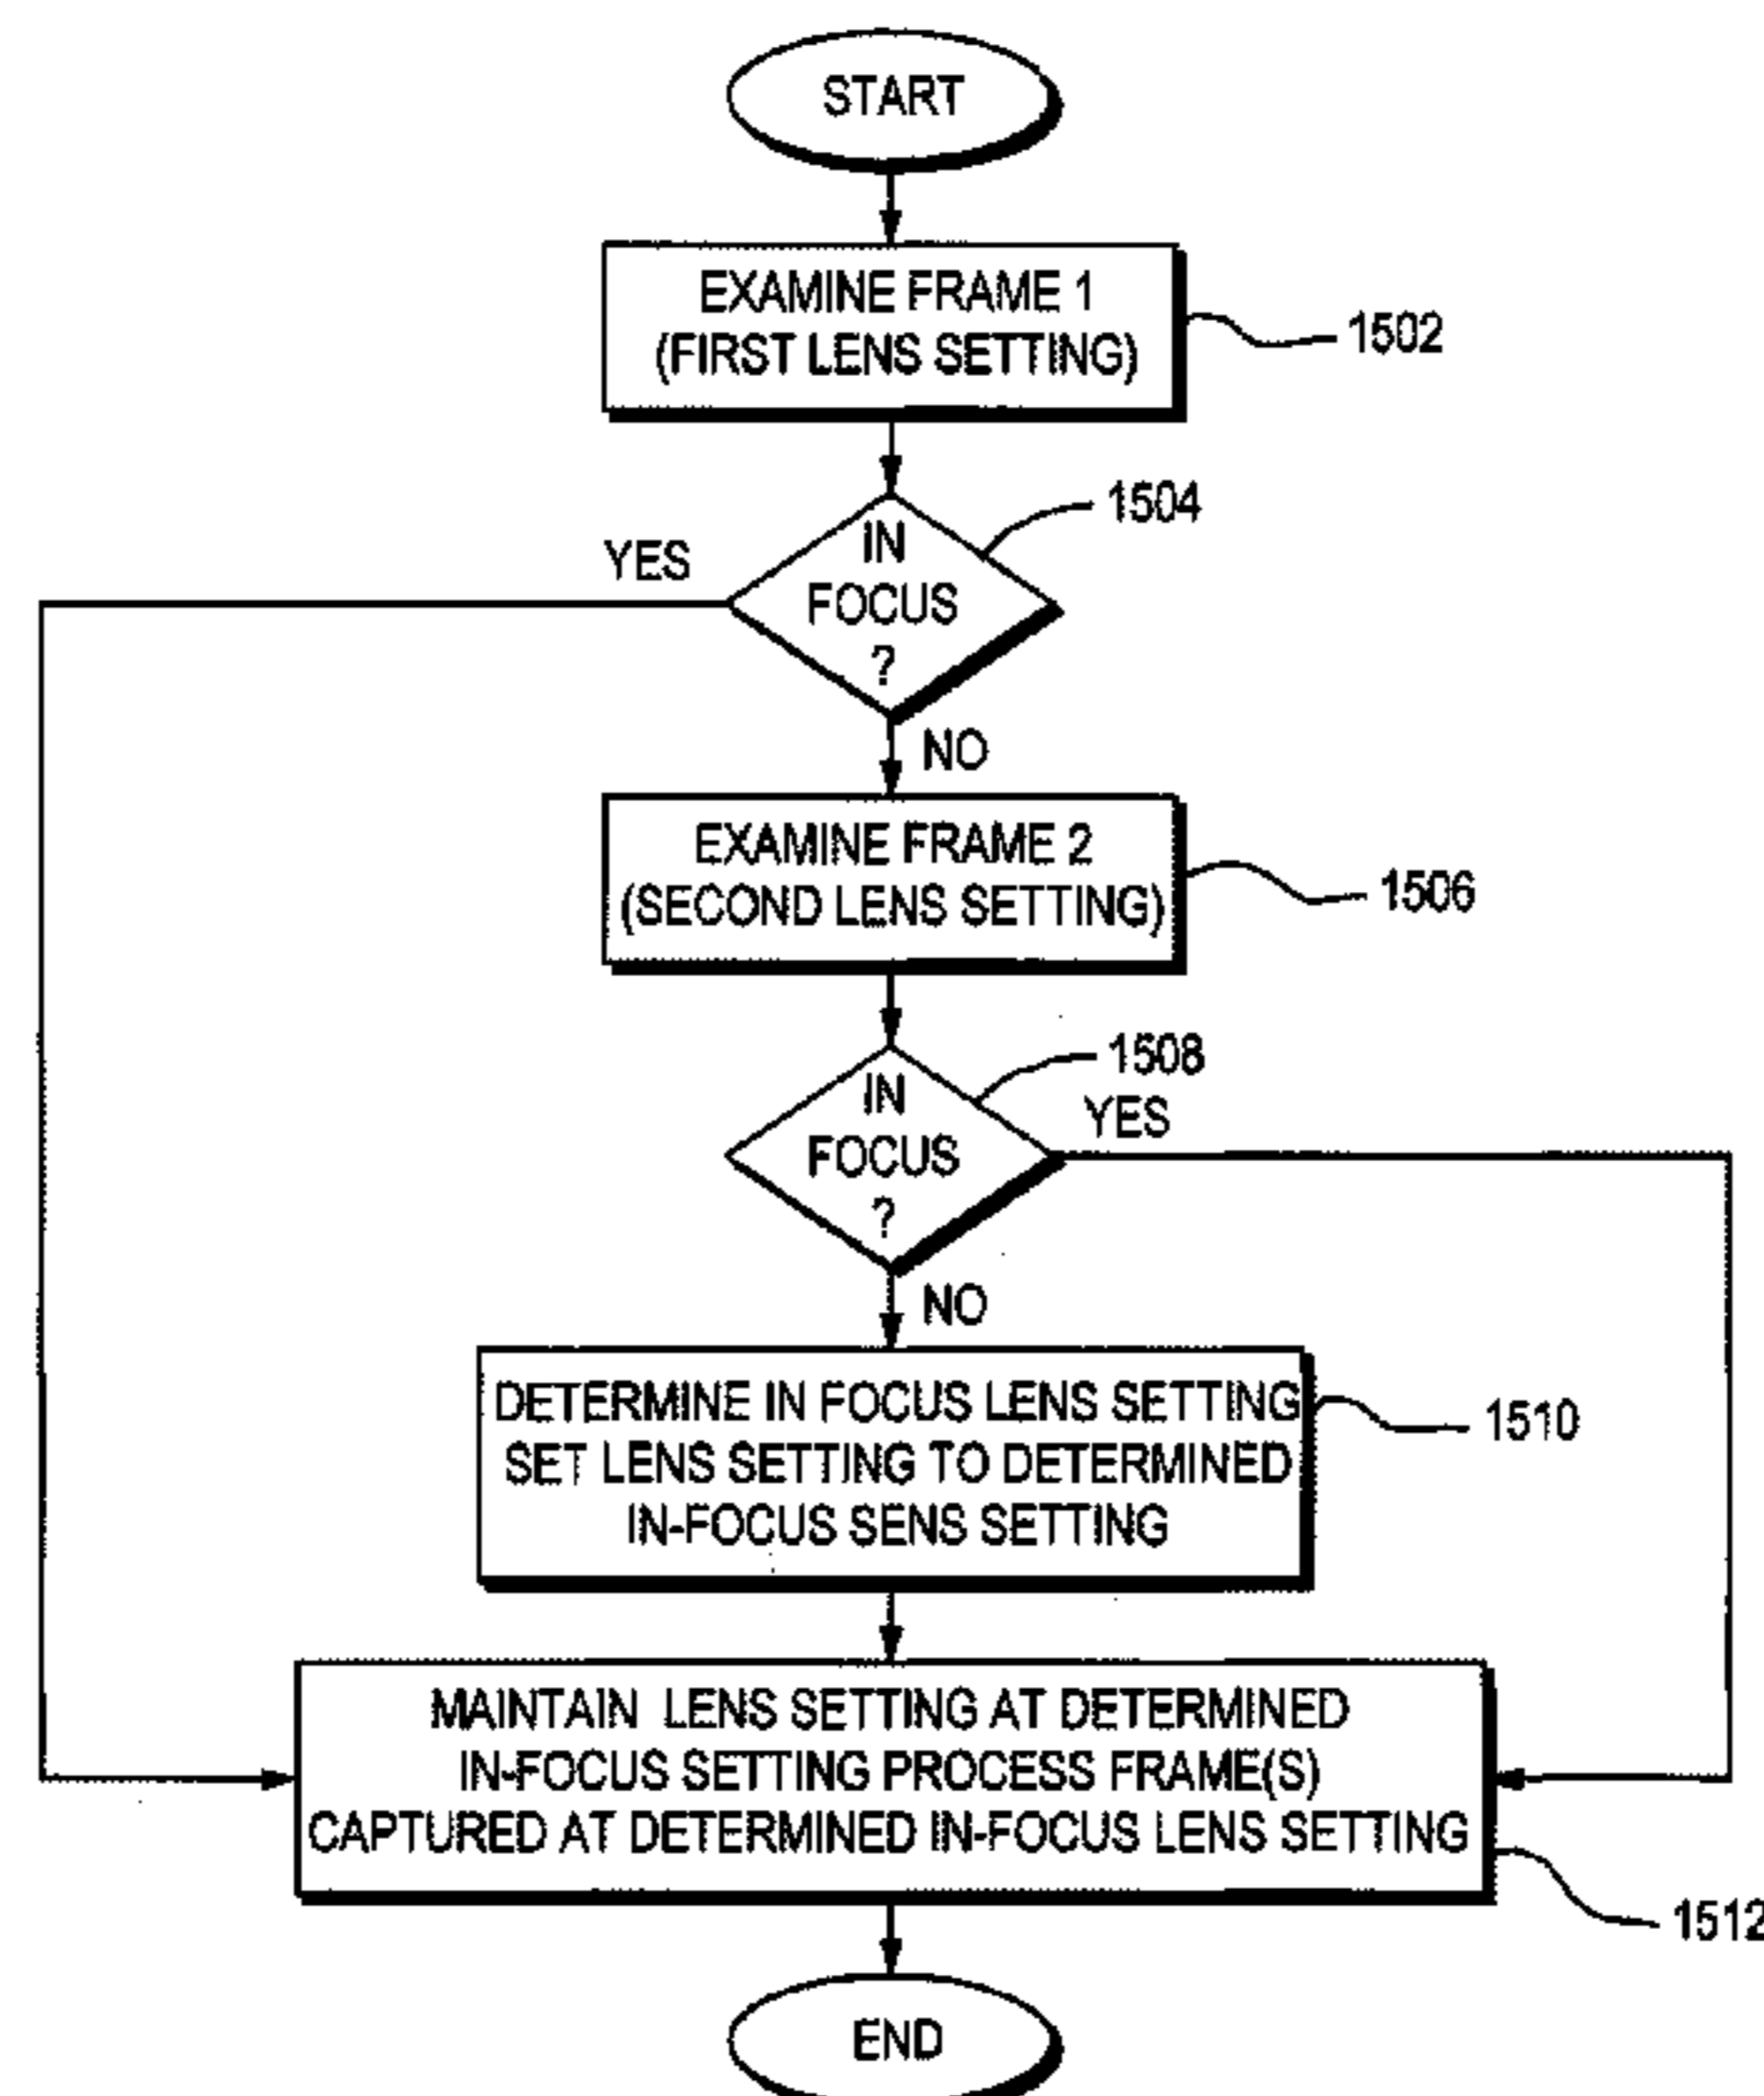 START
EXAMINE FRAME 1
(FIRST LENS SETTING)
1502
1504
IN
FOCUS
?
YES
NO
EXAMINE FRAME 2
(SECOND LENS SETTING)
1506
1508
IN
FOCUS
?
YES
NO
DETERMINE IN FOCUS LENS SETTING
SET LENS SETTING TO DETERMINED
IN-FOCUS SENS SETTING
1510
MAINTAIN LENS SETTING AT DETERMINED
IN-FOCUS SETTING PROCESS FRAME(S)
CAPTURED AT DETERMINED IN-FOCUS LENS SETTING
1512
END